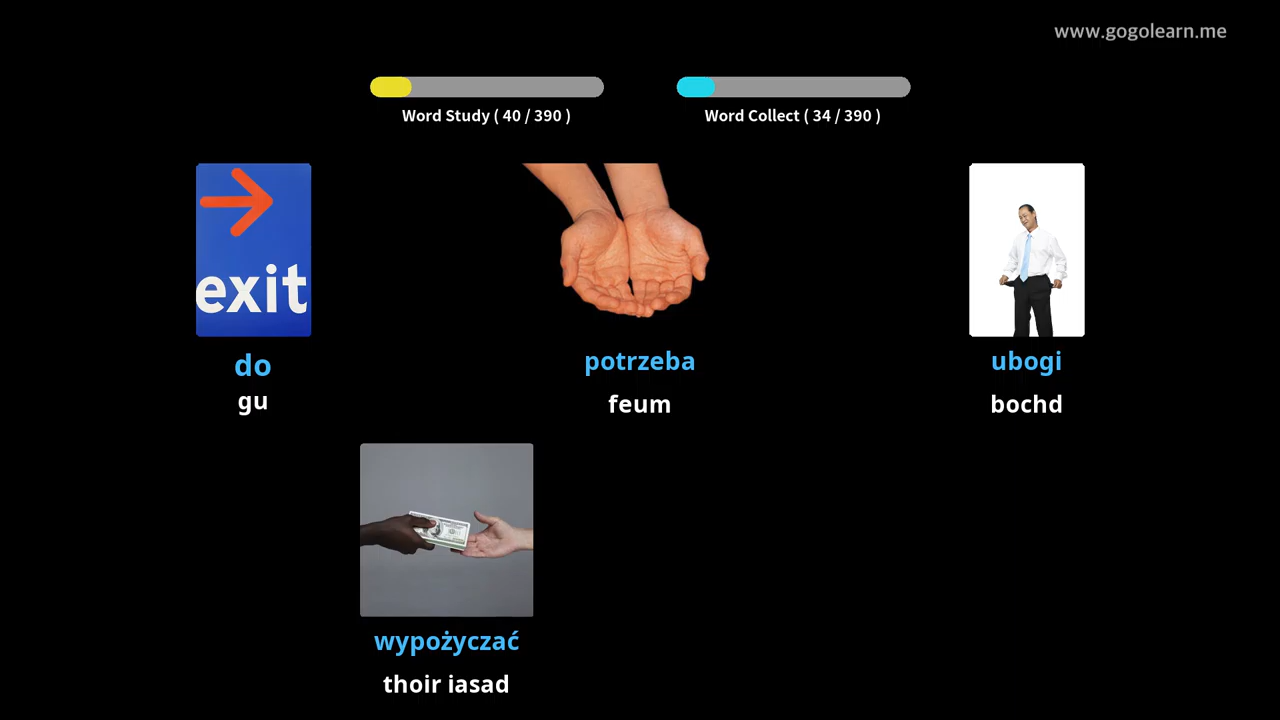 www.gogolearn.me
Word Study ( 40 / 390 )
Word Collect ( 34 / 390 )
exit
do
gu
potrzeba
feum
ubogi
bochd
wypożyczać
thoir iasad